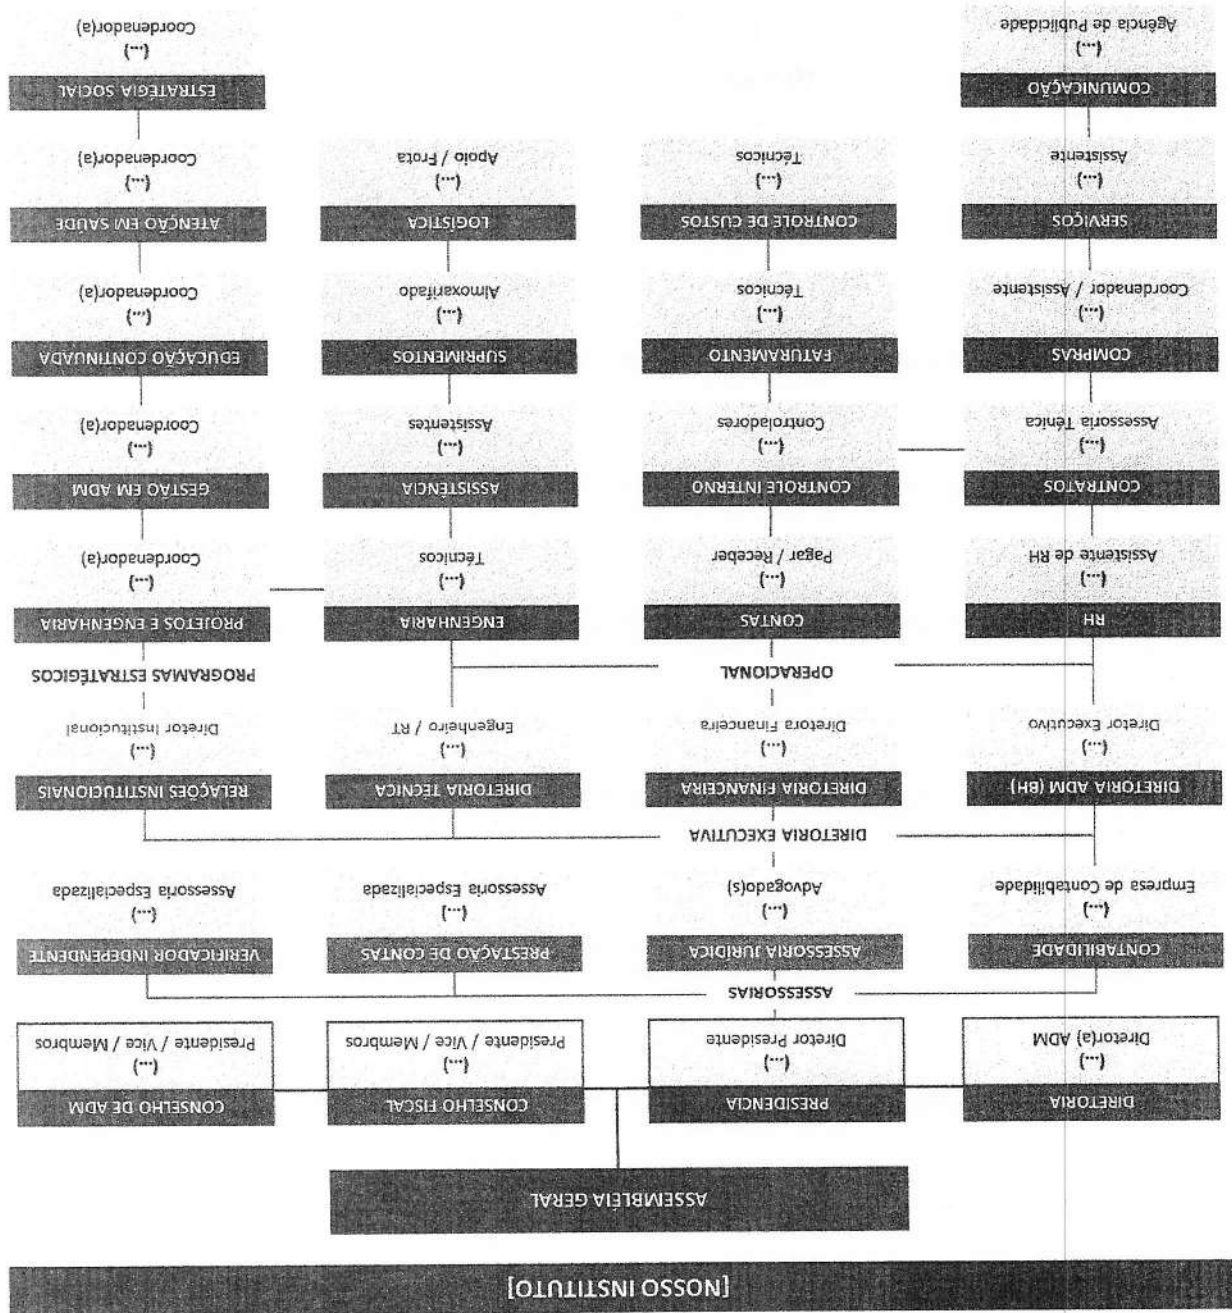 [NOSSO INSTITUTO]
ASSEMBLÉIA GERAL
DIRETORIA
{...}
Diretor(a) ADM
PRESIDENCIA
{...}
Diretor Presidente
CONSELHO FISCAL
{...}
Presidente / Vice / Membros
CONSELHO DE ADM
{...}
Presidente / Vice / Membros
ASSESSORIAS
CONTABILIDADE
{...}
Empresa de Contabilidade
ASSESSORIA JURIDICA
{...}
Advogado(s)
PRESTAÇÃO DE CONTAS
{...}
Assessoria Especializada
VERIFICADOR INDEPENDENTE
{...}
Assessoria Especializada
DIRETORIA EXECUTIVA
DIRETORIA ADM (BH)
{...}
Diretor Executivo
DIRETORIA FINANCEIRA
{...}
Diretora Financeira
DIRETORIA TÉCNICA
{...}
Engenheiro / RT
RELAÇÕES INSTITUCIONAIS
{...}
Diretor Institucional
OPERACIONAL
PROGRAMAS ESTRATÉGICOS
RH
{...}
Assistente de RH
CONTAS
{...}
Pagar / Receber
ENGENHARIA
{...}
Técnicos
PROJETOS E ENGENHARIA
{...}
Coordenador(a)
CONTRATOS
{...}
Assessoria Ténica
CONTROLE INTERNO
{...}
Controladores
ASSISTÊNCIA
{...}
Assistentes
GESTÃO EM ADM
{...}
Coordenador(a)
COMPRAS
{...}
Coordenador / Assistente
FATURAMENTO
{...}
Técnicos
SUPRIMENTOS
{...}
Almoxarifado
EDUCAÇÃO CONTINUADA
{...}
Coordenador(a)
SERVIÇOS
{...}
Assistente
CONTROLE DE CUSTOS
{...}
Técnicos
LOGÍSTICA
{...}
Apoio / Frota
ATENÇÃO EM SAÚDE
{...}
Coordenador(a)
COMUNICAÇÃO
{...}
Agência de Publicidade
ESTRATÉGIA SOCIAL
{...}
Coordenador(a)